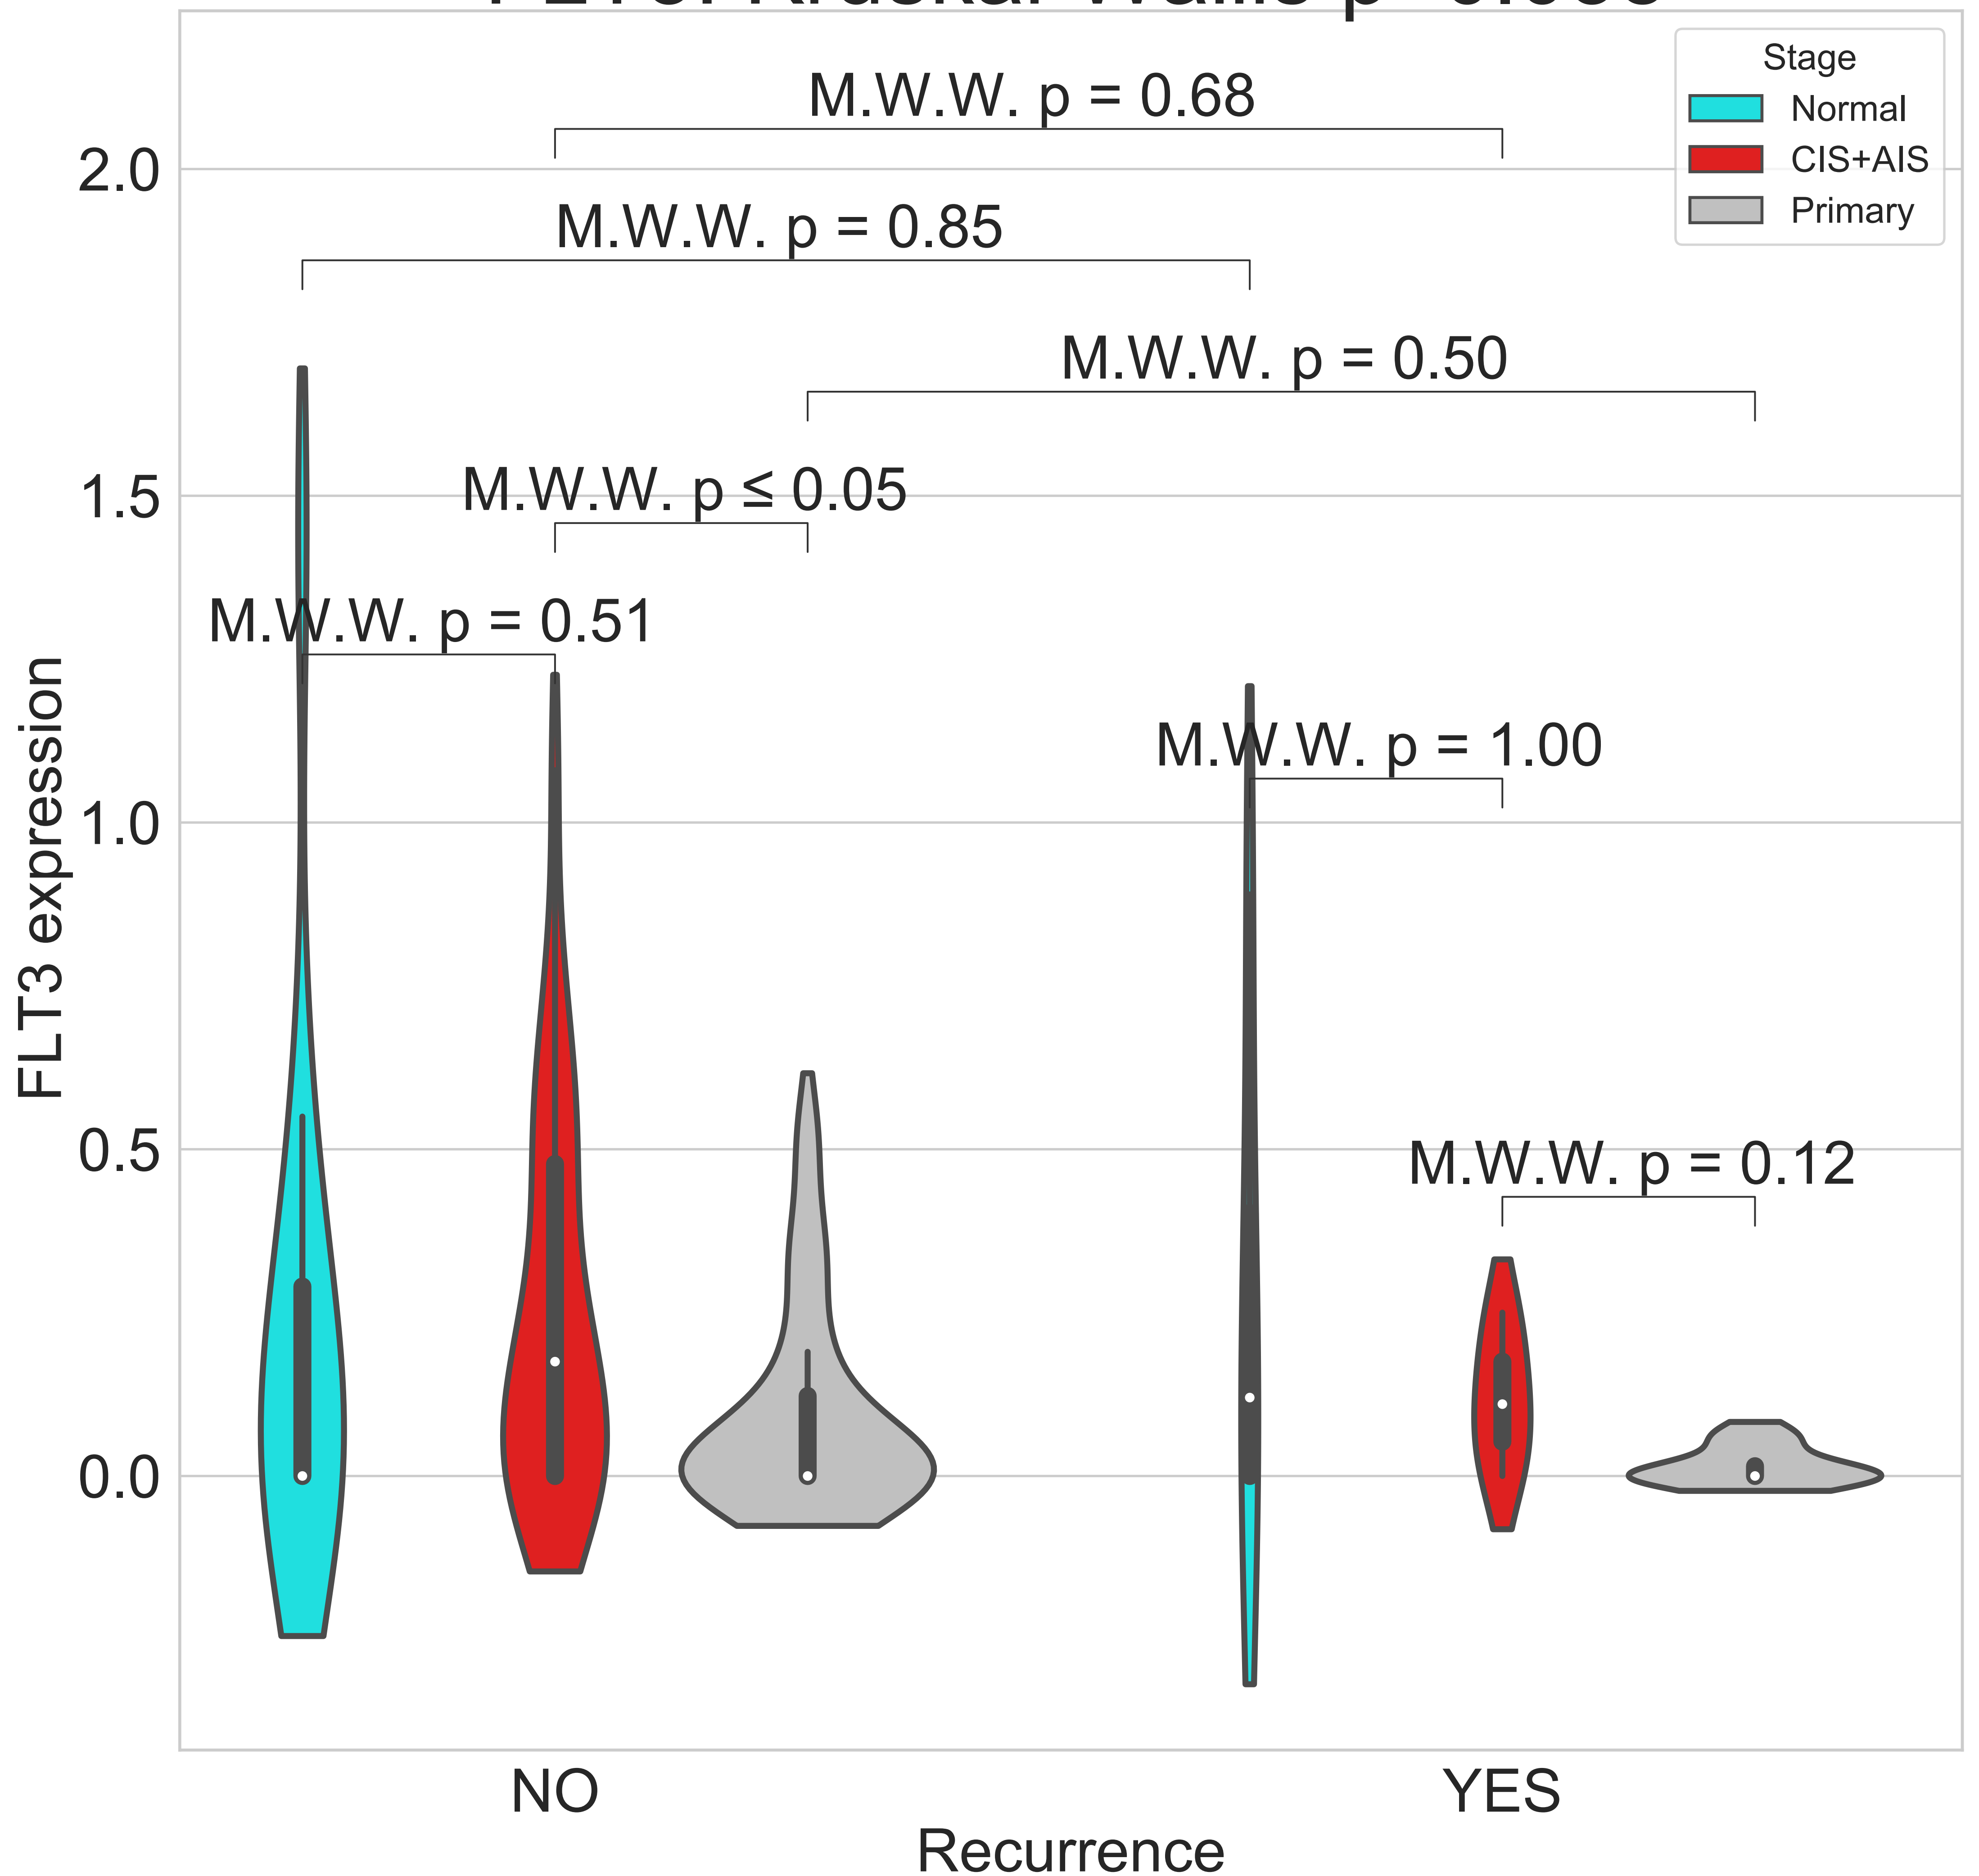 Stage
Normal
CIS+AIS
Primary
M.W.W. p = 0.68
M.W.W. p = 0.85
M.W.W. p = 0.50
M.W.W. p ≤ 0.05
M.W.W. p = 0.51
M.W.W. p = 1.00
M.W.W. p = 0.12
2.0
1.5
1.0
0.5
0.0
FLT3 expression
NO
YES
Recurrence